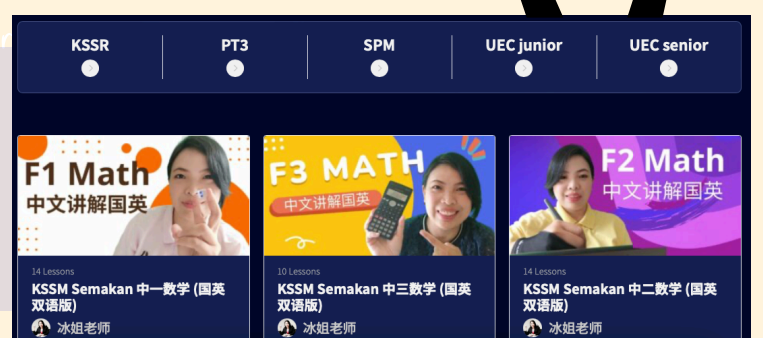 KSSR
PT3
SPM
UEC junior
UEC senior
F1 Math
中文讲解国英
F3 MATH
中文讲解国英
F2 Math
中文讲解国英
14 Lessons
KSSM Semakan 中一数学 (国英
双语版)
冰姐老师
10 Lessons
KSSM Semakan 中三数学 (国英
双语版)
冰姐老师
14 Lessons
KSSM Semakan 中二数学 (国英
双语版)
冰姐老师